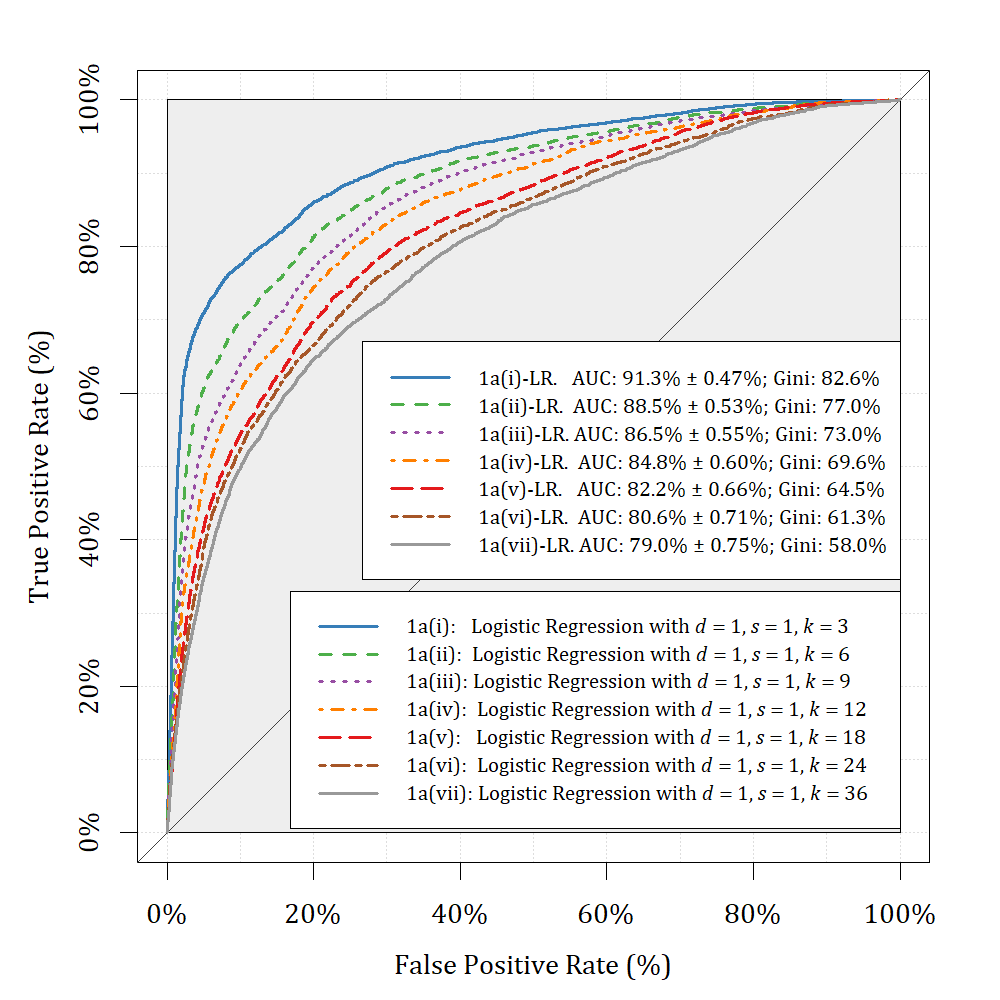 True Positive Rate (%)
100%
80%
60%
40%
20%
0%
1a(i)-LR. AUC: 91.3% ± 0.47%; Gini: 82.6%
1a(ii)-LR. AUC: 88.5% ± 0.53%; Gini: 77.0%
1a(iii)-LR. AUC: 86.5% ± 0.55%; Gini: 73.0%
1a(iv)-LR. AUC: 84.8% ± 0.60%; Gini: 69.6%
1a(v)-LR. AUC: 82.2% ± 0.66%; Gini: 64.5%
1a(vi)-LR. AUC: 80.6% ± 0.71%; Gini: 61.3%
1a(vii)-LR. AUC: 79.0% ± 0.75%; Gini: 58.0%
1a(i): Logistic Regression with d = 1, s = 1, k = 3
1a(ii): Logistic Regression with d = 1, s = 1, k = 6
1a(iii): Logistic Regression with d = 1, s = 1, k = 9
1a(iv): Logistic Regression with d = 1, s = 1, k = 12
1a(v): Logistic Regression with d = 1, s = 1, k = 18
1a(vi): Logistic Regression with d = 1, s = 1, k = 24
1a(vii): Logistic Regression with d = 1, s = 1, k = 36
0% 20% 40% 60% 80% 100%
False Positive Rate (%)